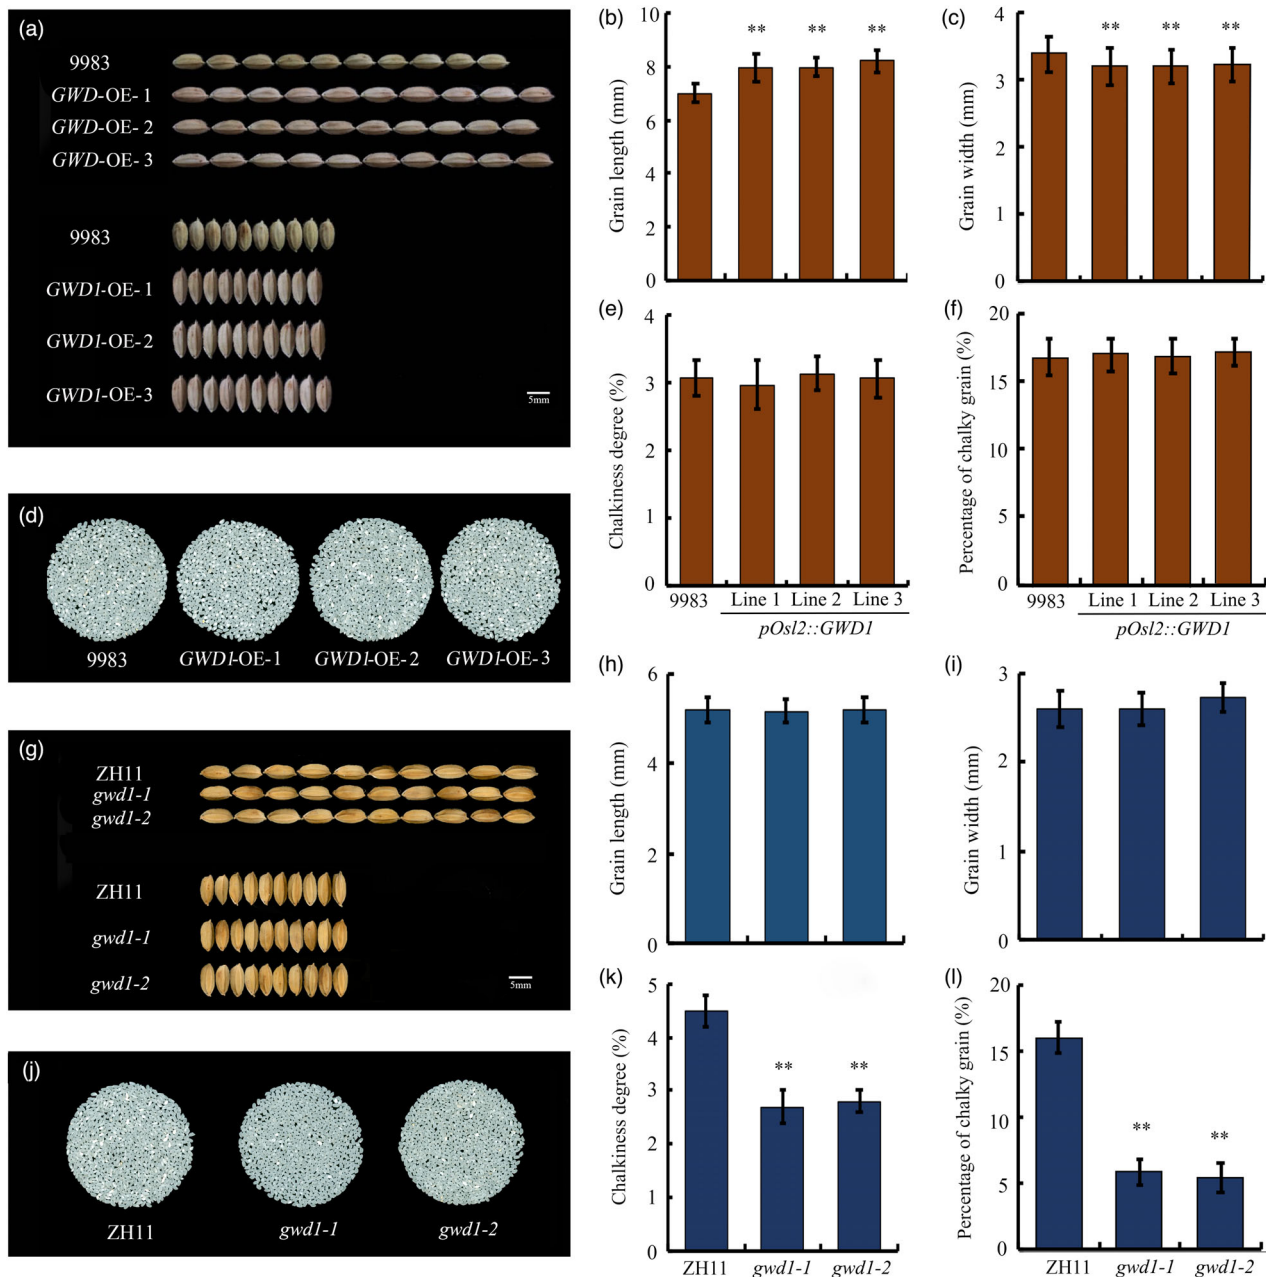 (a)
9983
GWD-OE-1
GWD-OE-2
GWD-OE-3
9983
GWD1-OE-1
GWD1-OE-2
GWD1-OE-3
5mm
(b)
Grain length (mm)
10
8
6
4
2
0
** ** **
(c)
Grain width (mm)
4
3
2
1
0
** ** **
(d)
9983 GWD1-OE-1 GWD1-OE-2 GWD1-OE-3
(e)
Chalkiness degree (%)
4
3
2
1
0
9983 Line 1 Line 2 Line 3
pOsl2::GWD1
(f)
Percentage of chalky grain (%)
20
15
10
5
0
9983 Line 1 Line 2 Line 3
pOsl2::GWD1
(g)
ZH11
gwd1-1
gwd1-2
ZH11
gwd1-1
gwd1-2
5mm
(h)
Grain length (mm)
6
4
2
0
(i)
Grain width (mm)
3
2
1
0
(j)
ZH11 gwd1-1 gwd1-2
(k)
Chalkiness degree (%)
5
4
3
2
1
0
** **
ZH11 gwd1-1 gwd1-2
(l)
Percentage of chalky grain (%)
20
15
10
5
0
** **
ZH11 gwd1-1 gwd1-2